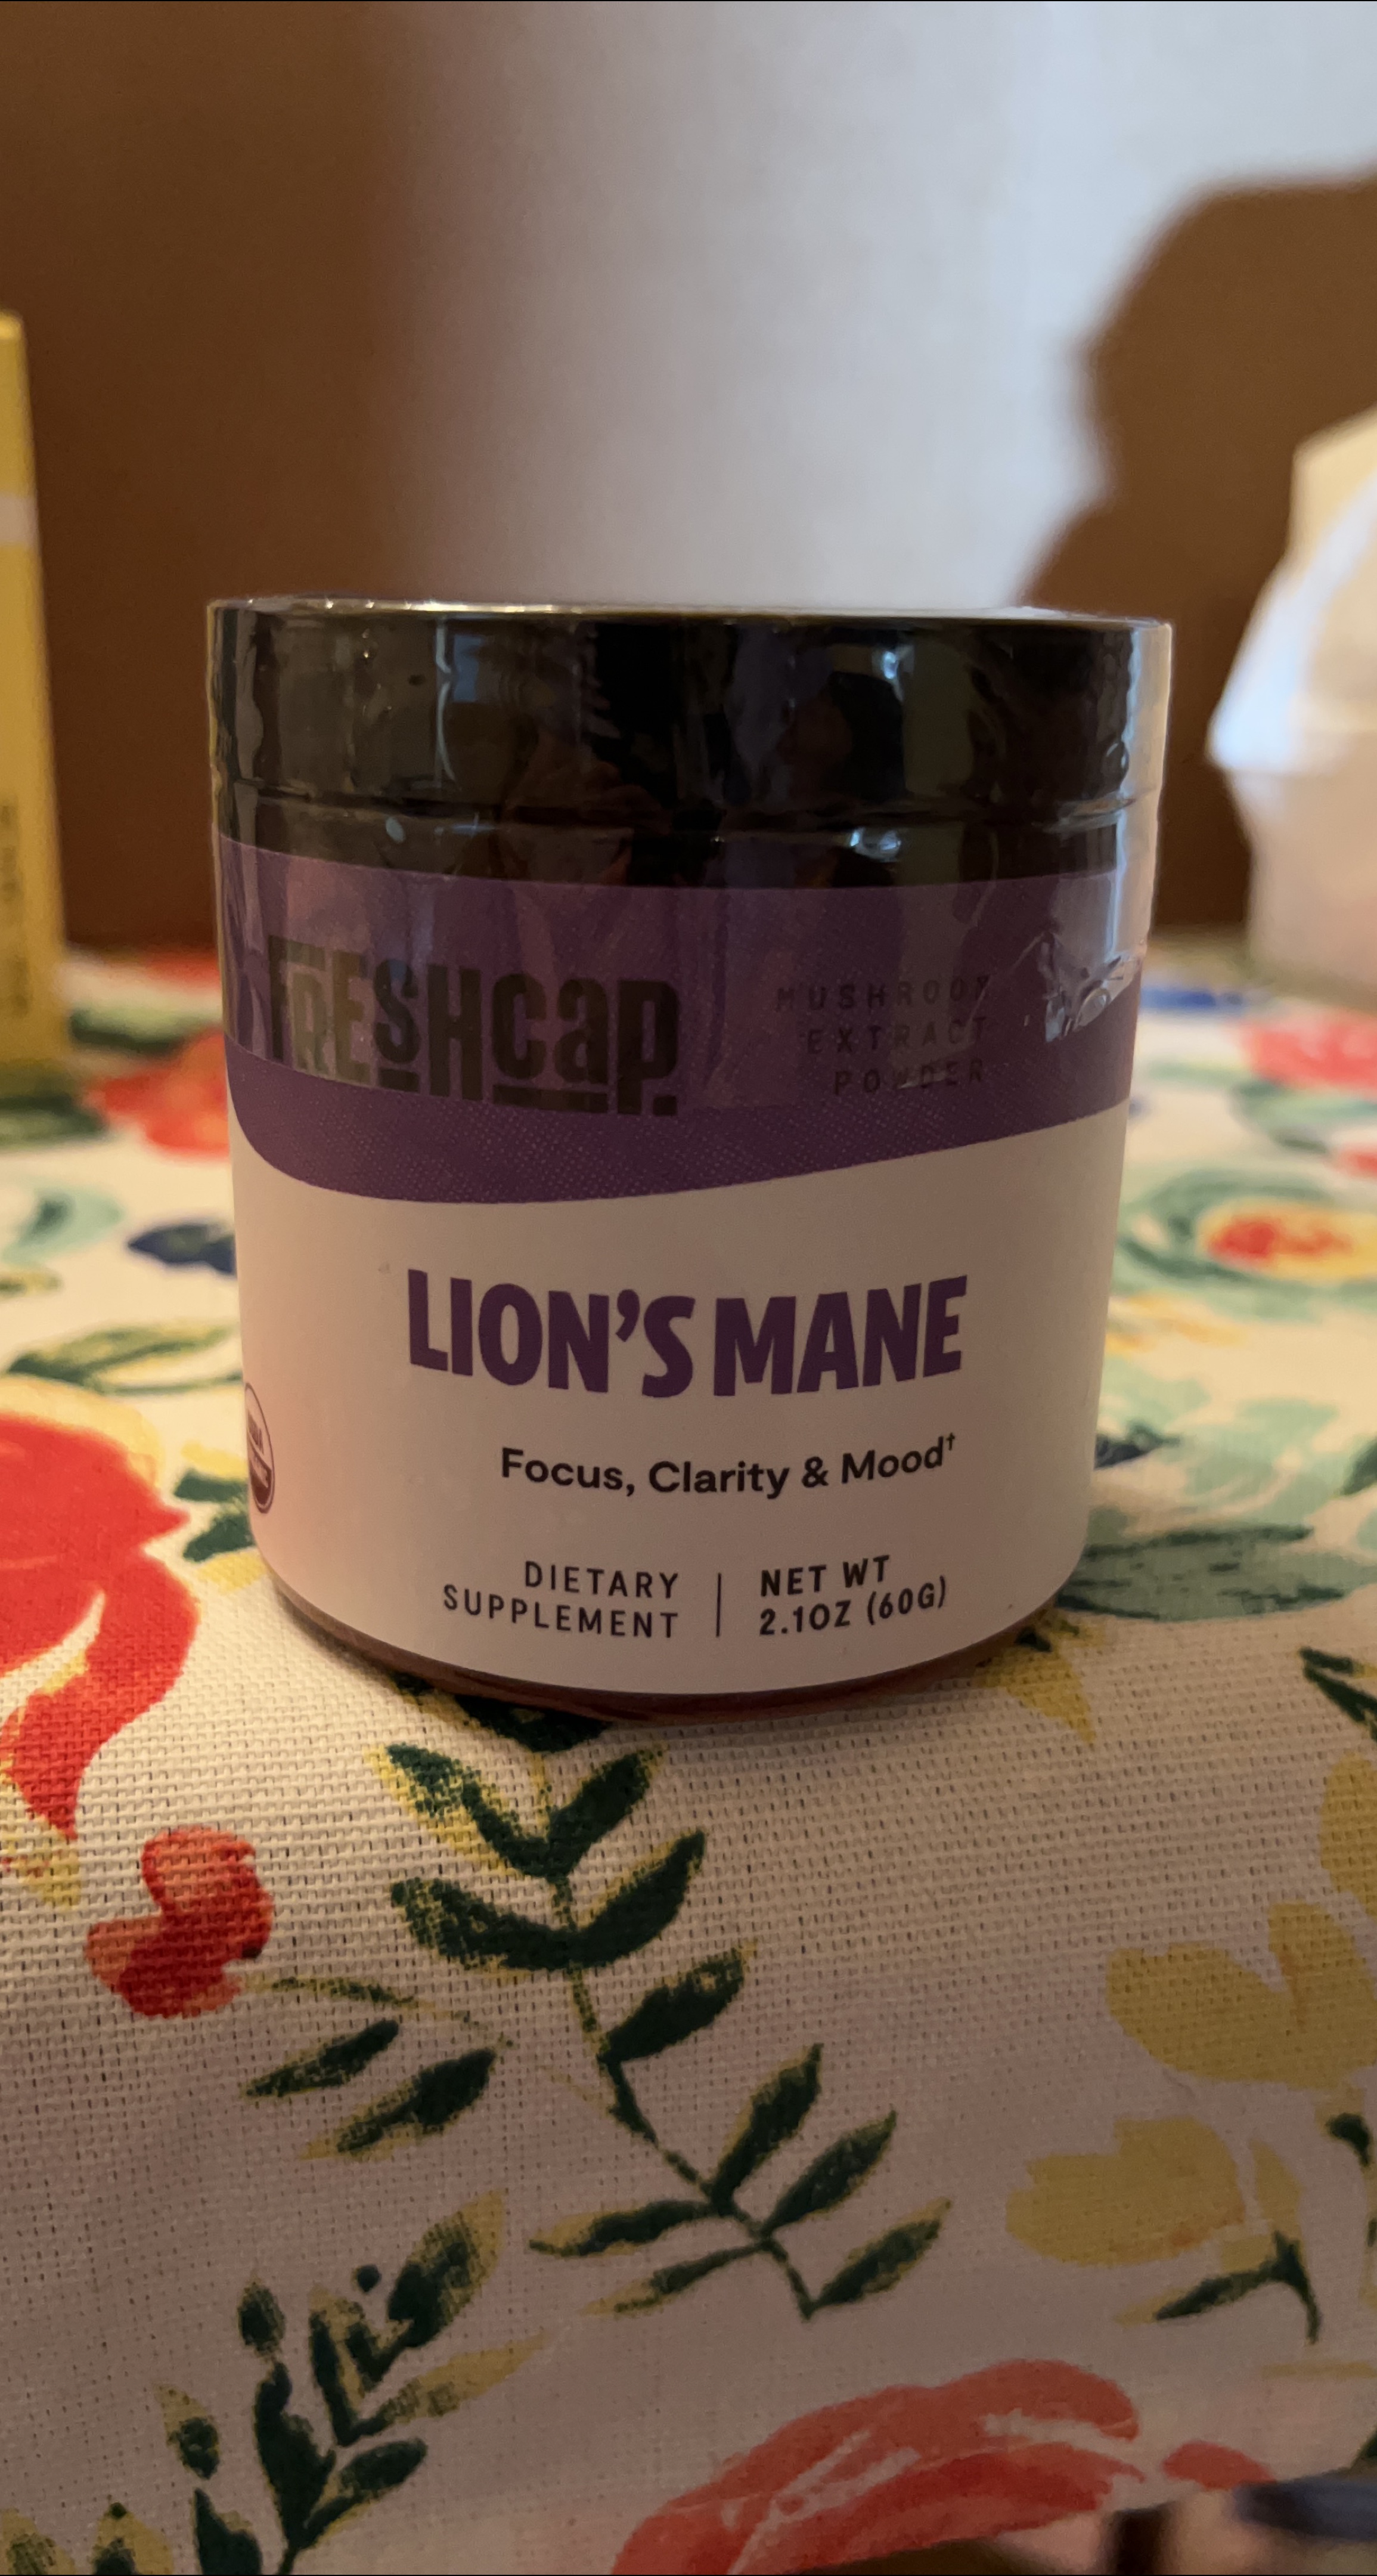 FRESHCAP.
MUSHROOM
EXTRACT
POWDER
LION'S MANE
Focus, Clarity & Mood†
DIETARY
SUPPLEMENT
NET WT
2.1OZ (60G)